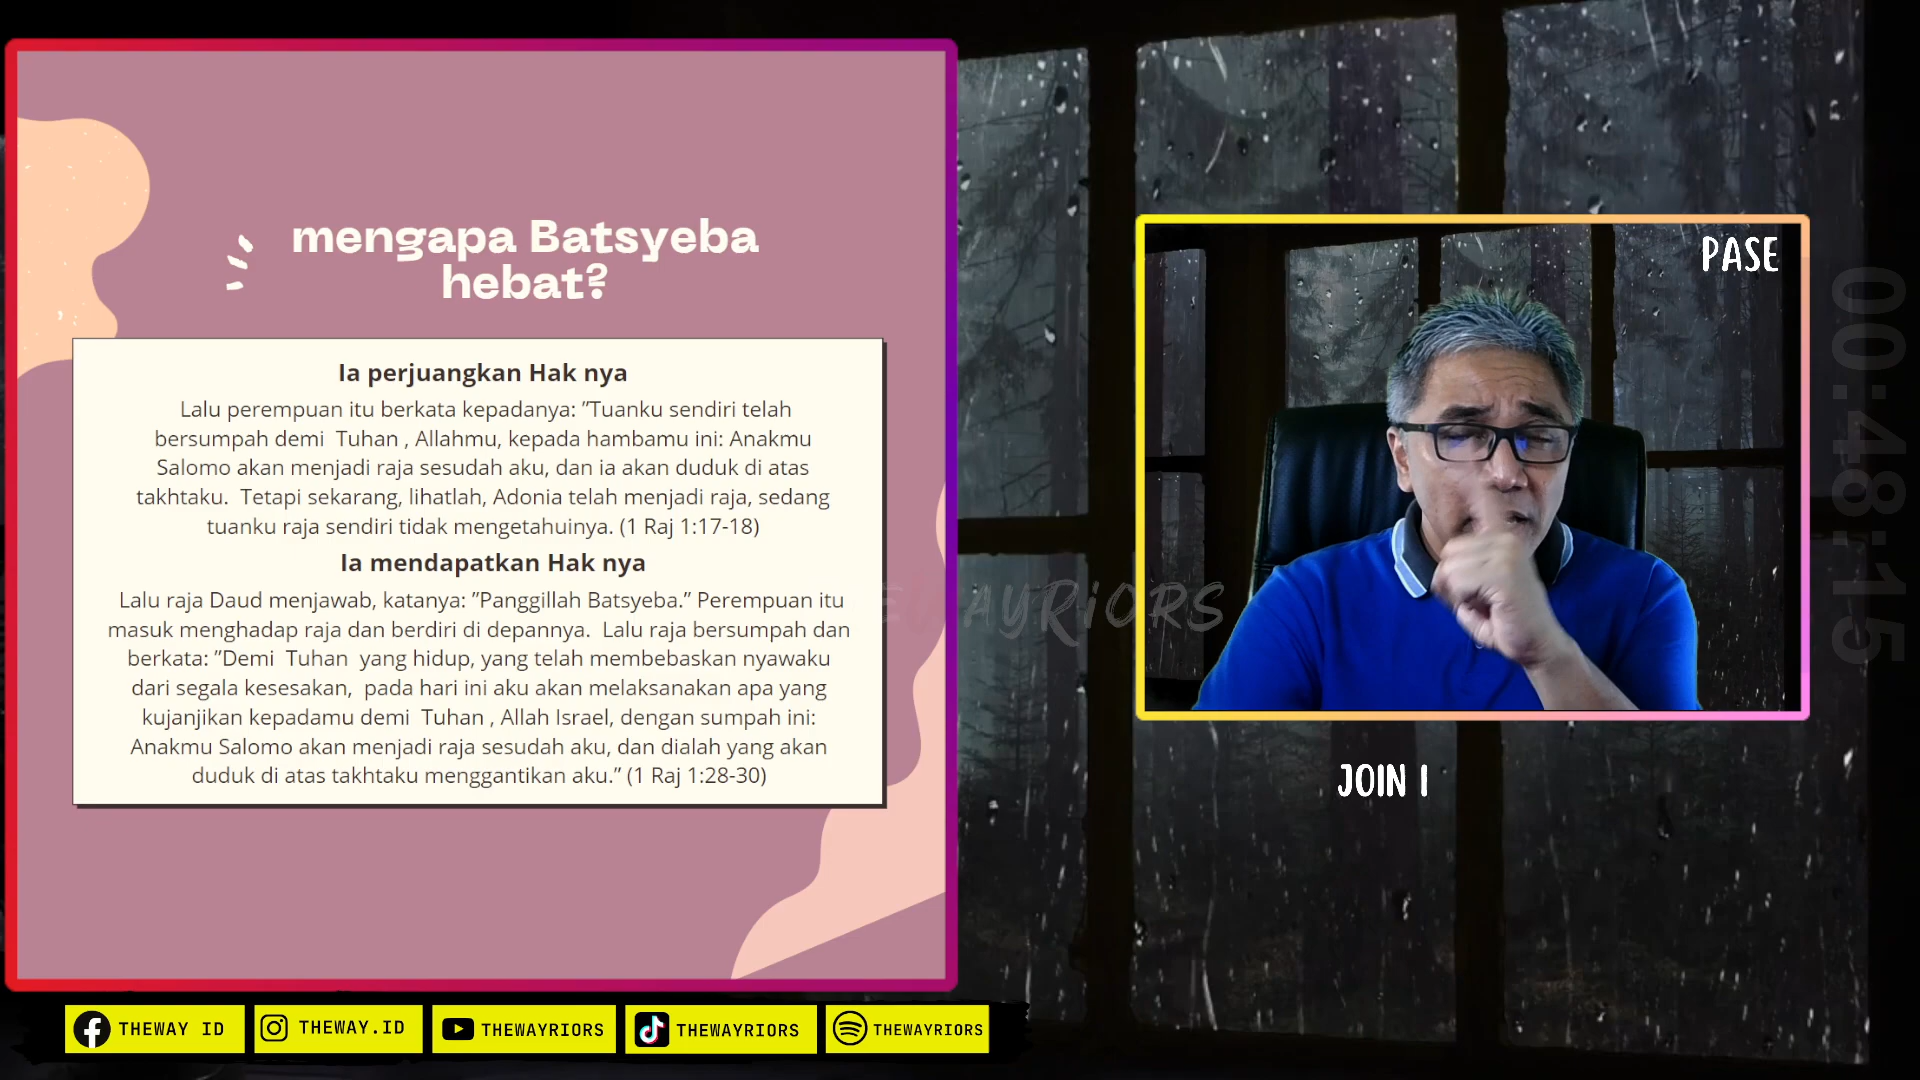 mengapa Batsyeba
hebat?
Ia perjuangkan Hak nya
Lalu perempuan itu berkata kepadanya: ”Tuanku sendiri telah
bersumpah demi Tuhan , Allahmu, kepada hambamu ini: Anakmu
Salomo akan menjadi raja sesudah aku, dan ia akan duduk di atas
takhtaku. Tetapi sekarang, lihatlah, Adonia telah menjadi raja, sedang
tuanku raja sendiri tidak mengetahuinya. (1 Raj 1:17-18)
Ia mendapatkan Hak nya
Lalu raja Daud menjawab, katanya: ”Panggillah Batsyeba.” Perempuan itu
masuk menghadap raja dan berdiri di depannya. Lalu raja bersumpah dan
berkata: ”Demi Tuhan yang hidup, yang telah membebaskan nyawaku
dari segala kesesakan, pada hari ini aku akan melaksanakan apa yang
kujanjikan kepadamu demi Tuhan , Allah Israel, dengan sumpah ini:
Anakmu Salomo akan menjadi raja sesudah aku, dan dialah yang akan
duduk di atas takhtaku menggantikan aku.” (1 Raj 1:28-30)
PASE
JOIN I
00:48:15
THEWAY ID
THEWAY.ID
THEWAYRIORS
THEWAYRIORS
THEWAYRIORS